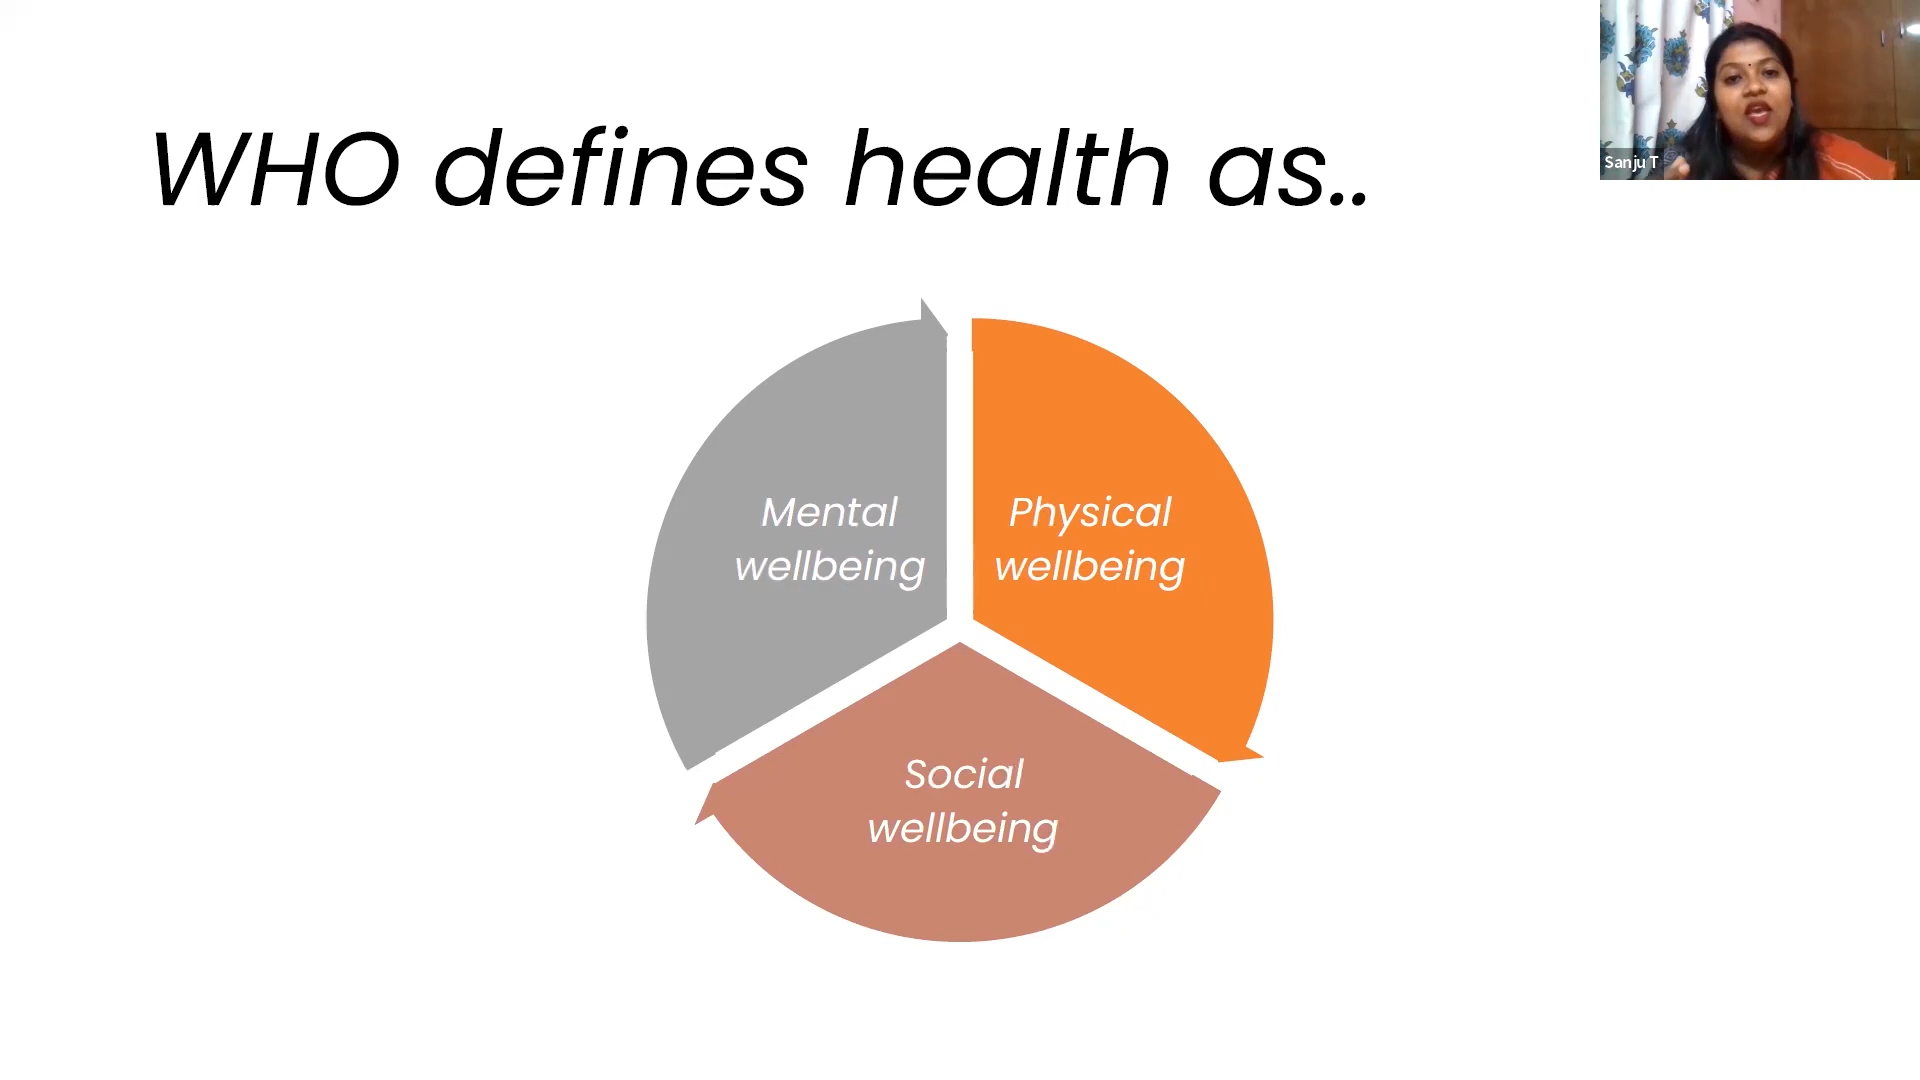 WHO defines health as..
Sanju T
Mental
wellbeing
Physical
wellbeing
Social
wellbeing